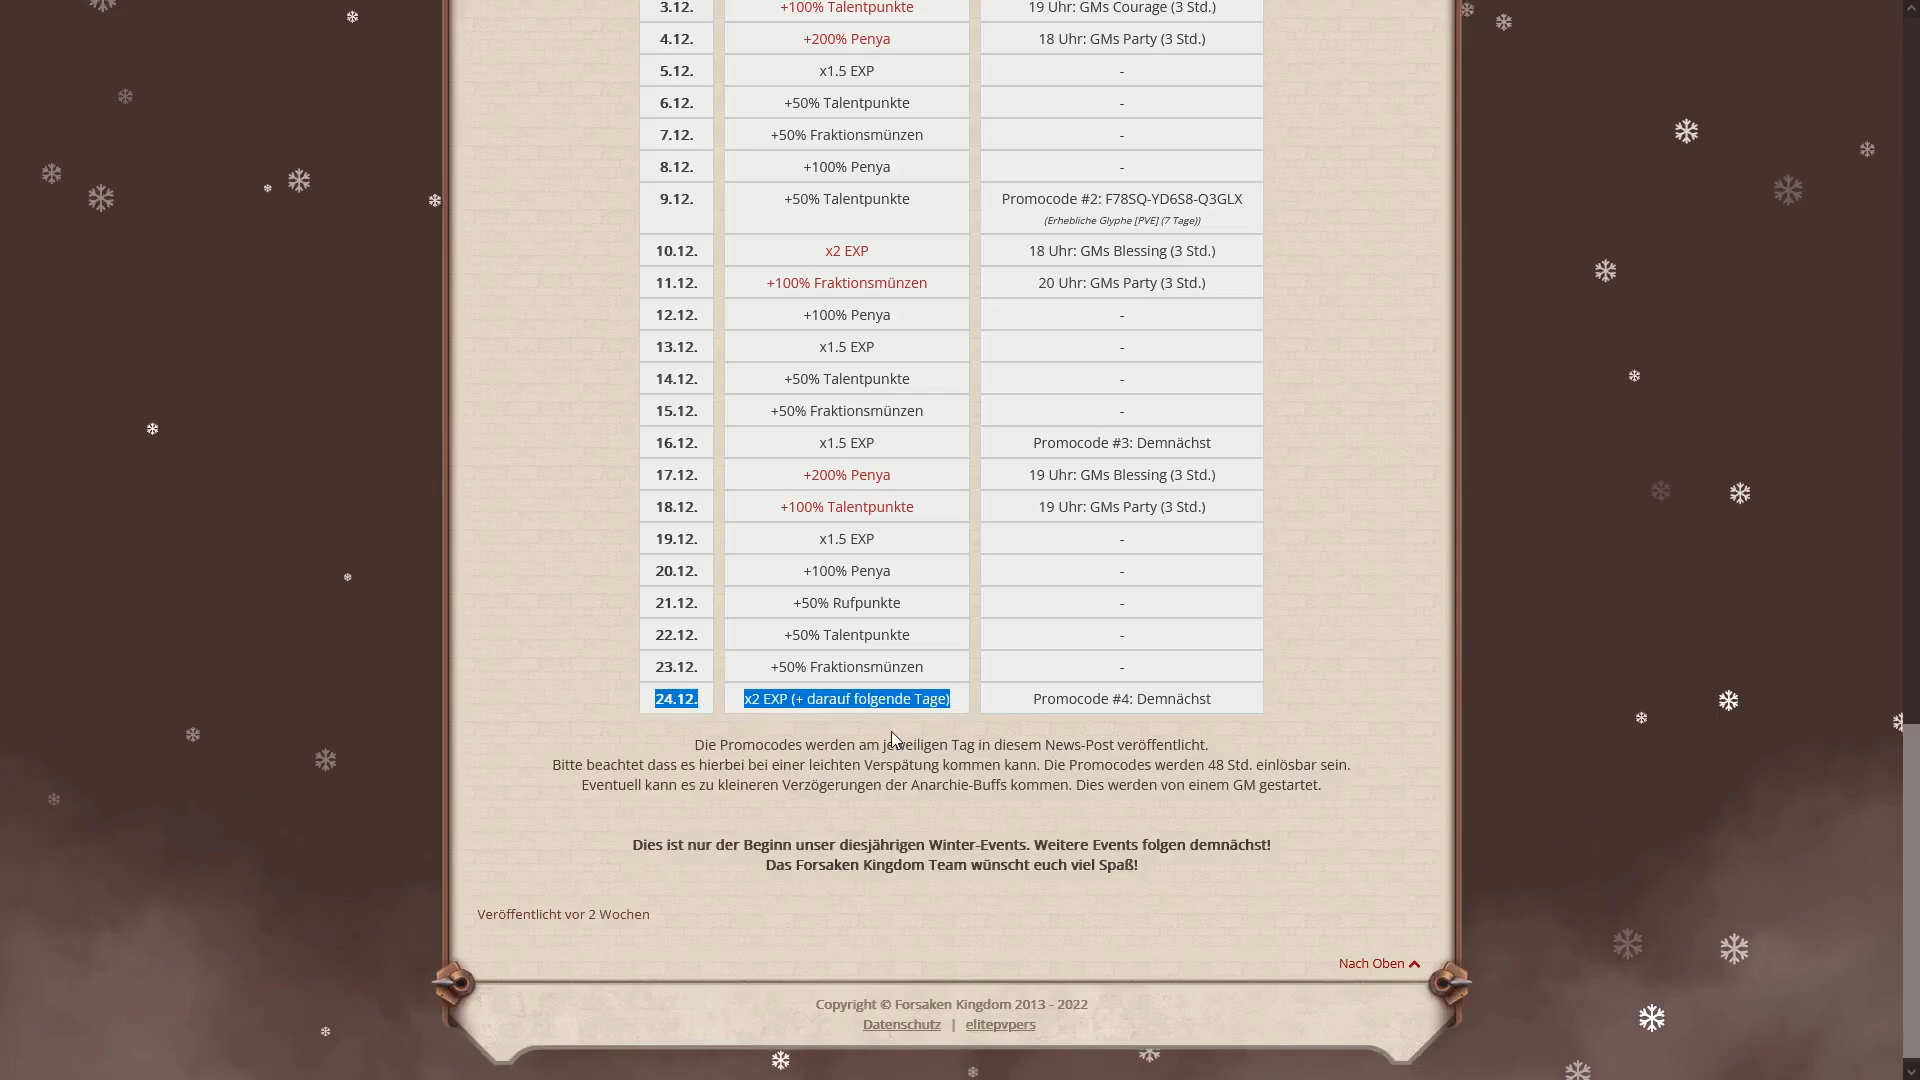 3.12. +100% Talentpunkte 19 Uhr: GMs Courage (3 Std.)
4.12. +200% Penya 18 Uhr: GMs Party (3 Std.)
5.12. x1.5 EXP -
6.12. +50% Talentpunkte -
7.12. +50% Fraktionsmünzen -
8.12. +100% Penya -
9.12. +50% Talentpunkte Promocode #2: F78SQ-YD6S8-Q3GLX
(Erhebliche Glyphe [PVE] (7 Tage))
10.12. x2 EXP 18 Uhr: GMs Blessing (3 Std.)
11.12. +100% Fraktionsmünzen 20 Uhr: GMs Party (3 Std.)
12.12. +100% Penya -
13.12. x1.5 EXP -
14.12. +50% Talentpunkte -
15.12. +50% Fraktionsmünzen -
16.12. x1.5 EXP Promocode #3: Demnächst
17.12. +200% Penya 19 Uhr: GMs Blessing (3 Std.)
18.12. +100% Talentpunkte 19 Uhr: GMs Party (3 Std.)
19.12. x1.5 EXP -
20.12. +100% Penya -
21.12. +50% Rufpunkte -
22.12. +50% Talentpunkte -
23.12. +50% Fraktionsmünzen -
24.12. x2 EXP (+ darauf folgende Tage) Promocode #4: Demnächst
Die Promocodes werden am jeweiligen Tag in diesem News-Post veröffentlicht.
Bitte beachtet dass es hierbei bei einer leichten Verspätung kommen kann. Die Promocodes werden 48 Std. einlösbar sein.
Eventuell kann es zu kleineren Verzögerungen der Anarchie-Buffs kommen. Dies werden von einem GM gestartet.
Dies ist nur der Beginn unser diesjährigen Winter-Events. Weitere Events folgen demnächst!
Das Forsaken Kingdom Team wünscht euch viel Spaß!
Veröffentlicht vor 2 Wochen
Nach Oben
Copyright © Forsaken Kingdom 2013 - 2022
Datenschutz | elitepvpers